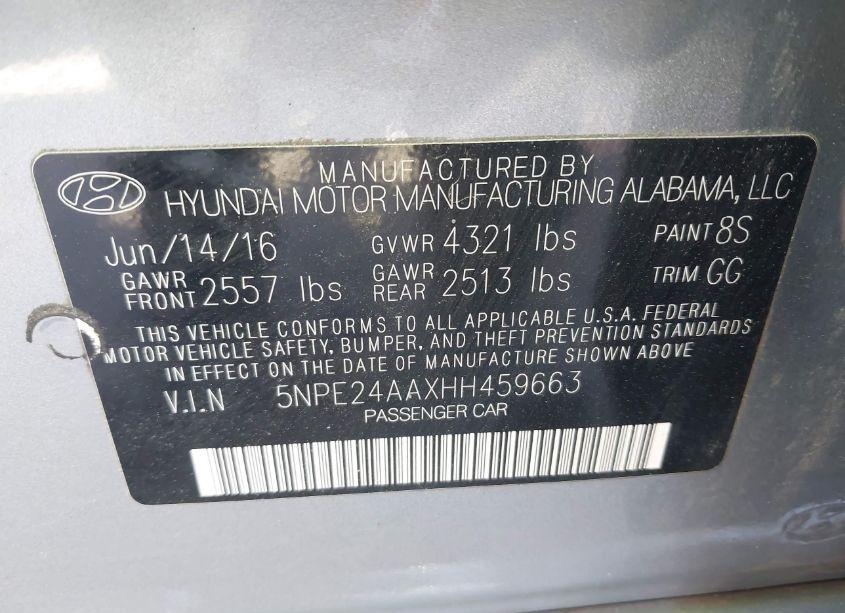 MANUFACTURED BY
HYUNDAI MOTOR MANUFACTURING ALABAMA, LLC
Jun/14/16 GVWR 4321 lbs PAINT 8S
GAWR FRONT 2557 lbs GAWR REAR 2513 lbs TRIM GG
THIS VEHICLE CONFORMS TO ALL APPLICABLE U.S.A. FEDERAL
MOTOR VEHICLE SAFETY, BUMPER, AND THEFT PREVENTION STANDARDS
IN EFFECT ON THE DATE OF MANUFACTURE SHOWN ABOVE
V.I.N 5NPE24AAXHH459663
PASSENGER CAR